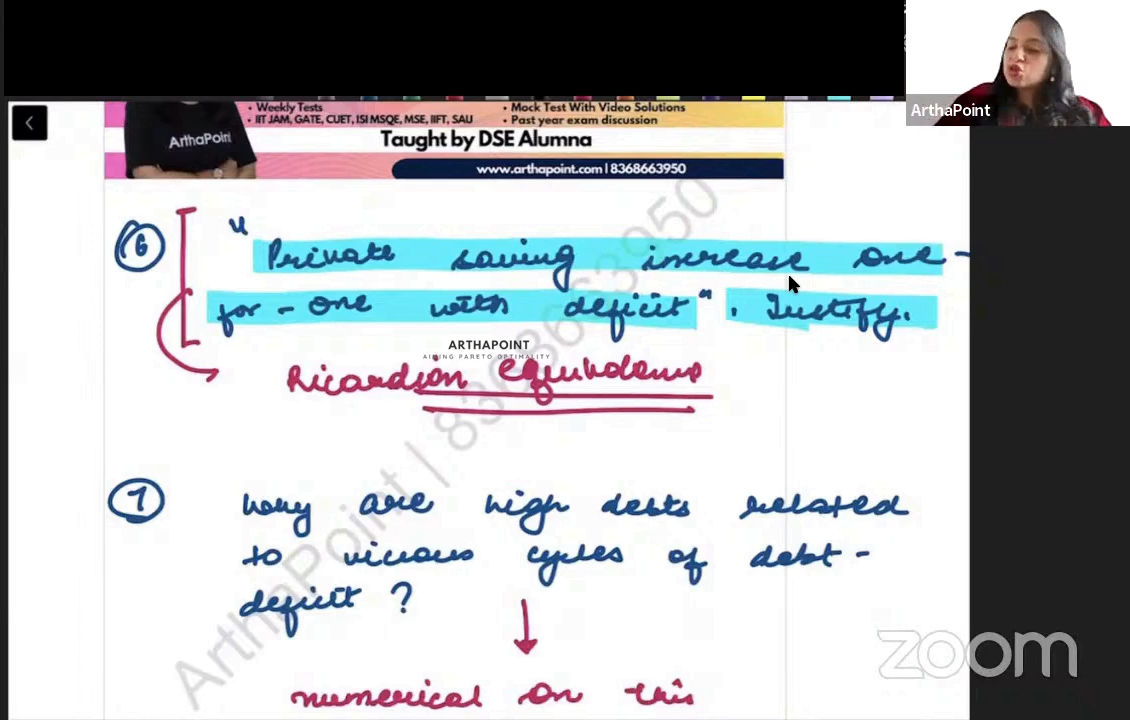 • Weekly Tests
• IIT JAM, GATE, CUET, ISI MSQE, MSE, IIFT, SAU
• Mock Test With Video Solutions
• Past year exam discussion
ArthaPoint
ArthaPoint
Taught by DSE Alumna
www.arthapoint.com | 8368663950
6 "Private saving increase one-
for-one with deficit". Justify.
ARTHAPOINT
AIMING PARETO OPTIMALITY
Ricardian equivalence
7 Why are high debts related
to vicious cycles of debt-
deficit ?
numerical on this
ArthaPoint | 8368663950
zoom